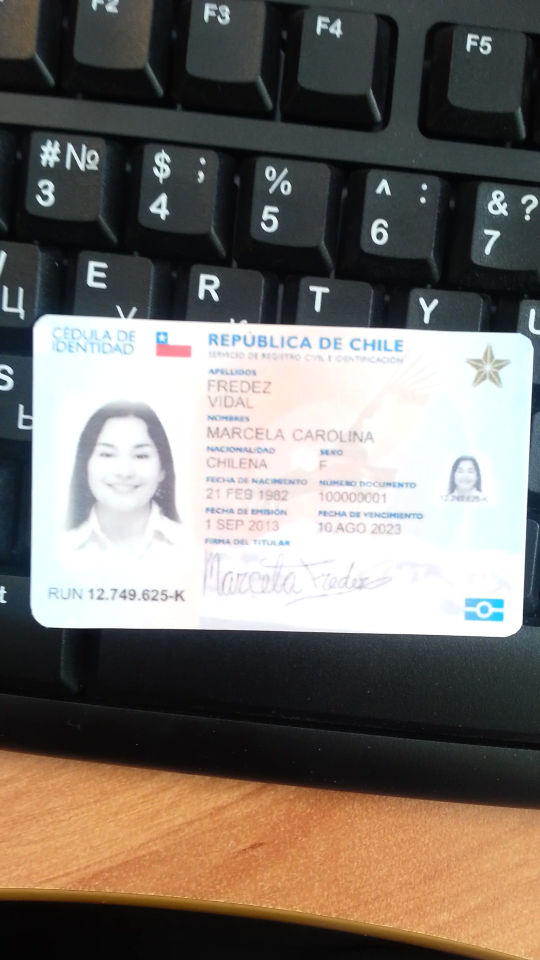 F2
F3
F4
F5
#№
3
$ ;
4
%
5
^ :
6
& ?
7
Ц
E
R
T
Y
U
S
Ы
CÉDULA DE
IDENTIDAD
REPÚBLICA DE CHILE
SERVICIO DE REGISTRO CIVIL E IDENTIFICACIÓN
APELLIDOS
FREDEZ
VIDAL
NOMBRES
MARCELA CAROLINA
NACIONALIDAD SEXO
CHILENA F
FECHA DE NACIMIENTO NÚMERO DOCUMENTO
21 FEB 1982 100000001
FECHA DE EMISIÓN FECHA DE VENCIMIENTO
1 SEP 2013 10 AGO 2023
FIRMA DEL TITULAR
Marcela Fredez
RUN 12.749.625-K
12.749.625-K